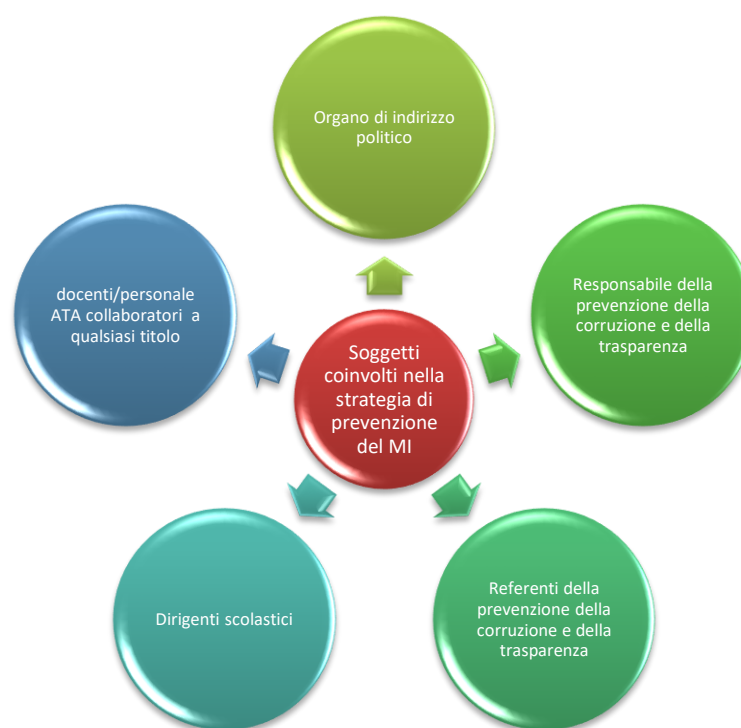 Organo di indirizzo
politico
Responsabile della
prevenzione della
corruzione e della
trasparenza
docenti/personale
ATA collaboratori a
qualsiasi titolo
Soggetti
coinvolti nella
strategia di
prevenzione
del MI
Dirigenti scolastici
Referenti della
prevenzione della
corruzione e della
trasparenza